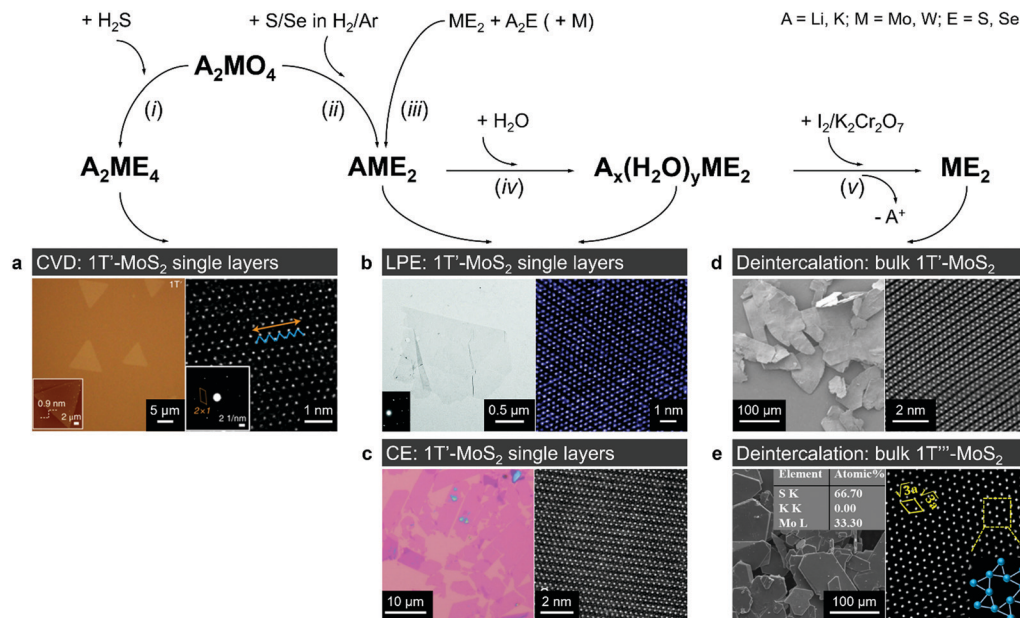 + H₂S
+ S/Se in H₂/Ar
ME₂ + A₂E ( + M)
A = Li, K; M = Mo, W; E = S, Se
A₂MO₄
(i)
(ii)
(iii)
+ H₂O
+ I₂/K₂Cr₂O₇
A₂ME₄
AME₂
(iv)
Aₓ(H₂O)ᵧME₂
(v)
ME₂
- A⁺
a CVD: 1T'-MoS₂ single layers
1T'
0.9 nm
2 μm
5 μm
2×1
2 1/nm
1 nm
b LPE: 1T'-MoS₂ single layers
0.5 μm
1 nm
d Deintercalation: bulk 1T'-MoS₂
100 μm
2 nm
c CE: 1T'-MoS₂ single layers
10 μm
2 nm
e Deintercalation: bulk 1T'''-MoS₂
Element Atomic%
S K 66.70
K K 0.00
Mo L 33.30
√3a √3a
100 μm